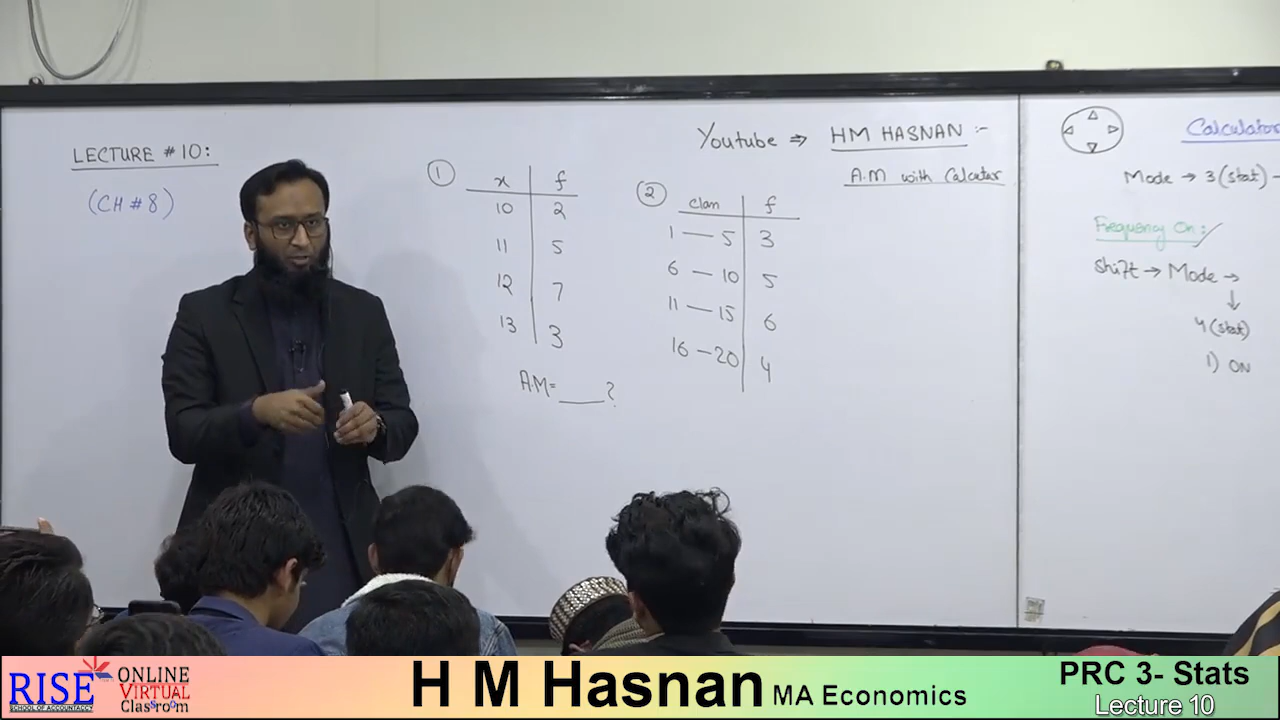 LECTURE # 10:
(CH # 8)
①
x f
10 2
11 5
12 7
13 3
AM= ____ ?
Youtube ⇒ HM HASNAN :-
A.M with Calcutor
②
Class f
1 — 5 3
6 — 10 5
11 — 15 6
16 — 20 4
Calculator
Mode → 3 (stat) →
Frequency On:
Shift → Mode →
↓
4 (stat)
1) ON
RISE
SCHOOL OF ACCOUNTANCY
ONLINE
VIRTUAL
Classroom
H M Hasnan MA Economics
PRC 3- Stats
Lecture 10